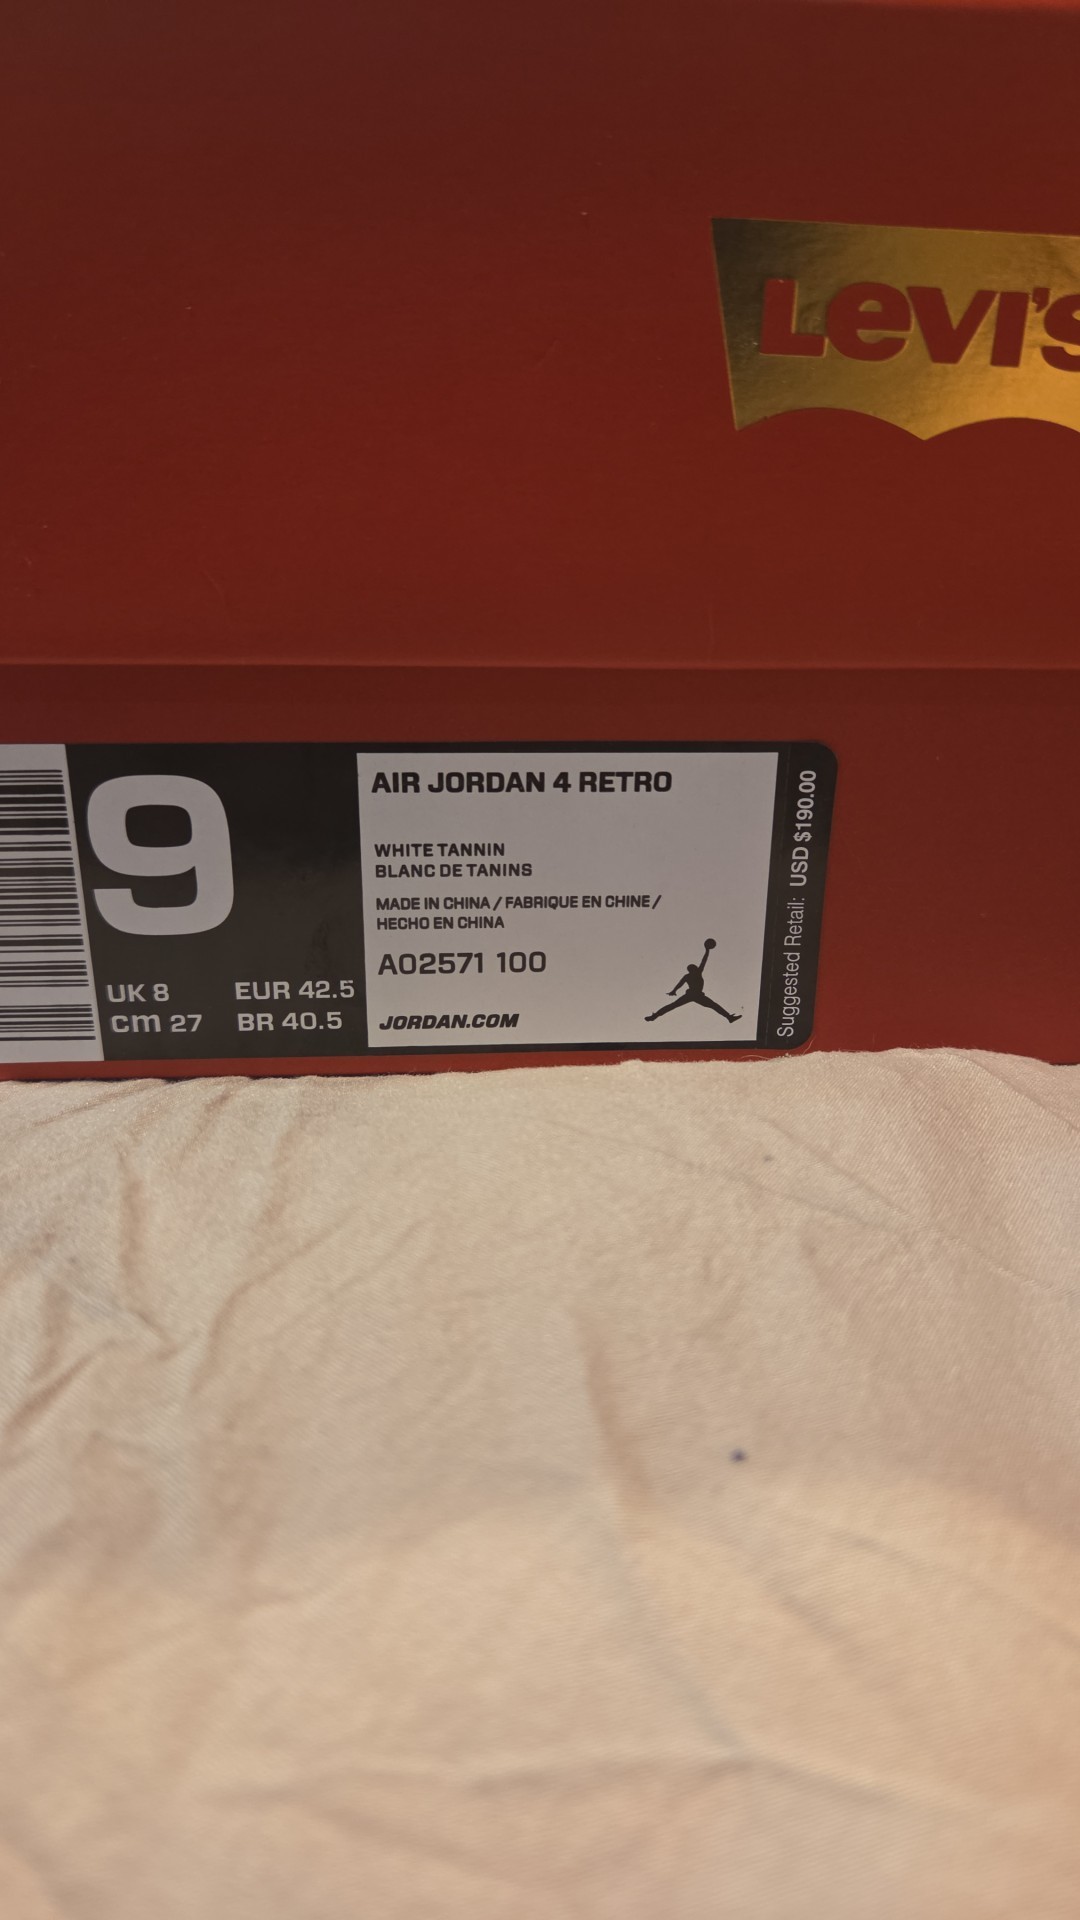 Levi's
9
UK 8 EUR 42.5
cm 27 BR 40.5
AIR JORDAN 4 RETRO
WHITE TANNIN
BLANC DE TANINS
MADE IN CHINA / FABRIQUE EN CHINE /
HECHO EN CHINA
AO2571 100
JORDAN.COM
Suggested Retail: USD $190.00